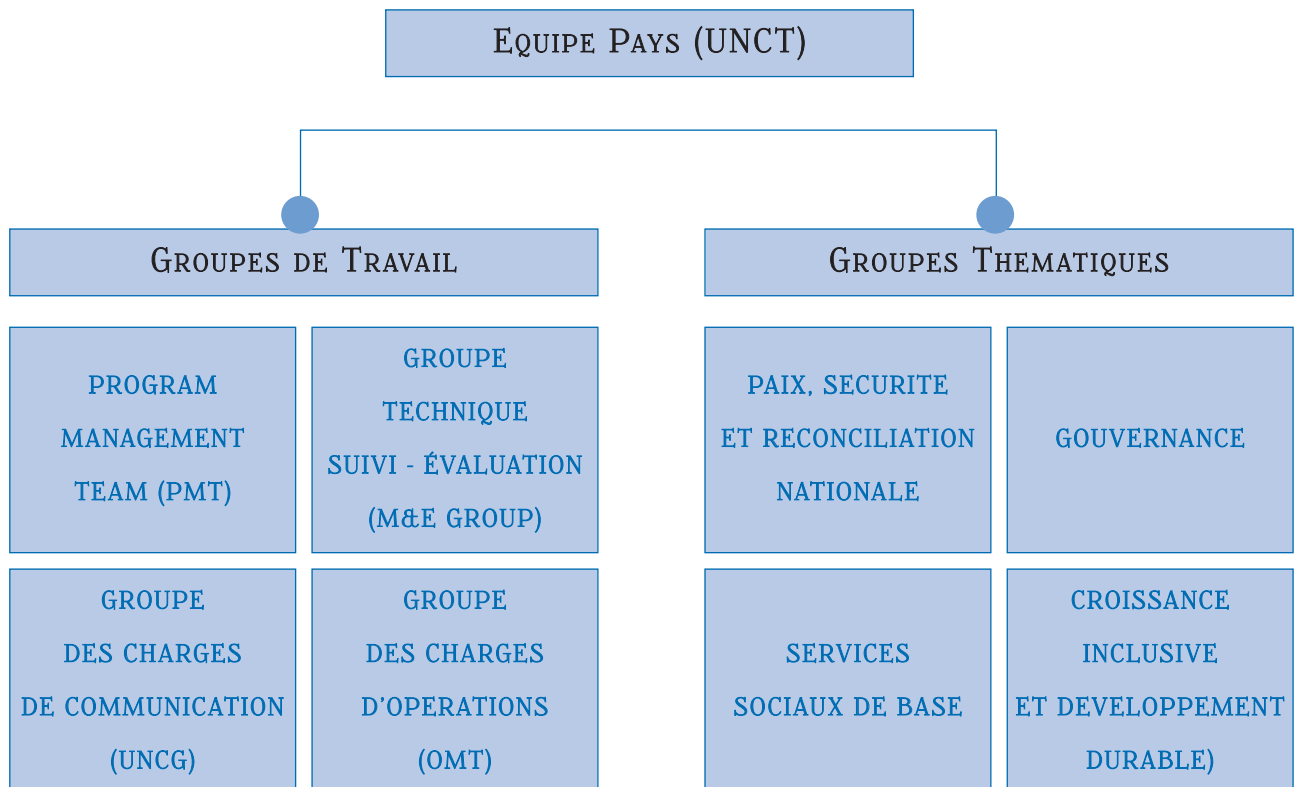 Equipe Pays (UNCT)
Groupes de Travail
PROGRAM
MANAGEMENT
TEAM (PMT)
GROUPE
TECHNIQUE
SUIVI - ÉVALUATION
(M&E GROUP)
GROUPE
DES CHARGES
DE COMMUNICATION
(UNCG)
GROUPE
DES CHARGES
D'OPERATIONS
(OMT)
Groupes Thematiques
PAIX, SECURITE
ET RECONCILIATION
NATIONALE
GOUVERNANCE
SERVICES
SOCIAUX DE BASE
CROISSANCE
INCLUSIVE
ET DEVELOPPEMENT
DURABLE)